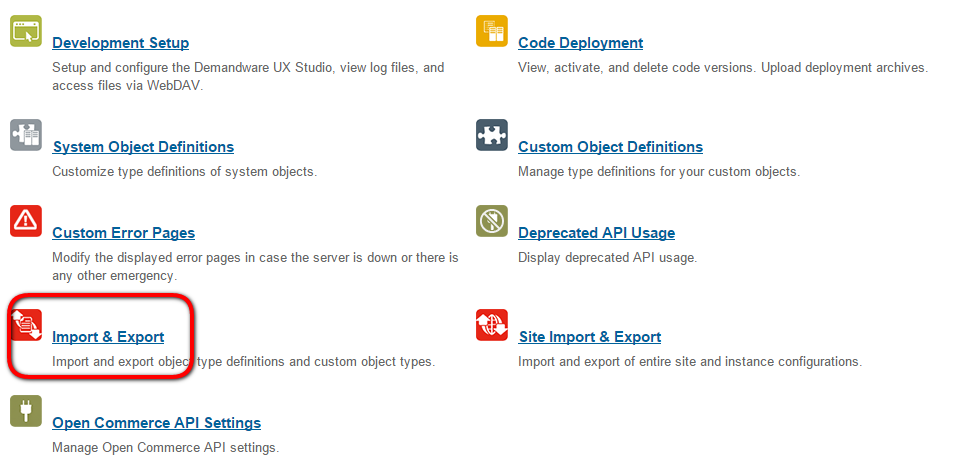 Development Setup
Setup and configure the Demandware UX Studio, view log files, and
access files via WebDAV.
Code Deployment
View, activate, and delete code versions. Upload deployment archives.
System Object Definitions
Customize type definitions of system objects.
Custom Object Definitions
Manage type definitions for your custom objects.
Custom Error Pages
Modify the displayed error pages in case the server is down or there is
any other emergency.
Deprecated API Usage
Display deprecated API usage.
Import & Export
Import and export object type definitions and custom object types.
Site Import & Export
Import and export of entire site and instance configurations.
Open Commerce API Settings
Manage Open Commerce API settings.